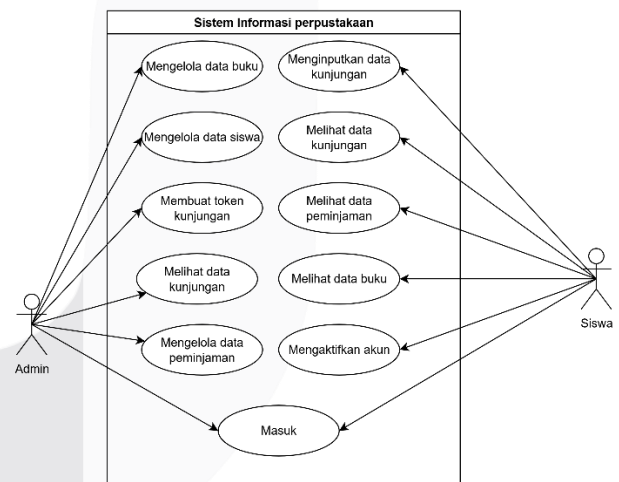 Sistem Informasi perpustakaan
Mengelola data buku
Menginputkan data
kunjungan
Mengelola data siswa
Melihat data
kunjungan
Membuat token
kunjungan
Melihat data
peminjaman
Melihat data
kunjungan
Melihat data buku
Mengelola data
peminjaman
Mengaktifkan akun
Masuk
Admin
Siswa